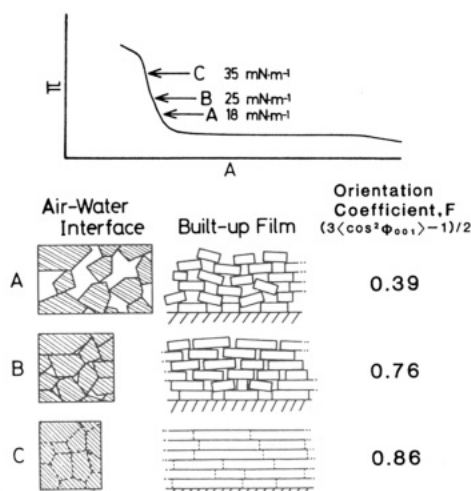 π
C 35 mN·m⁻¹
B 25 mN·m⁻¹
A 18 mN·m⁻¹
A
Air-Water
Interface
Built-up Film
Orientation
Coefficient, F
(3⟨cos²Φ₀₀₁⟩−1)/2
A
0.39
B
0.76
C
0.86